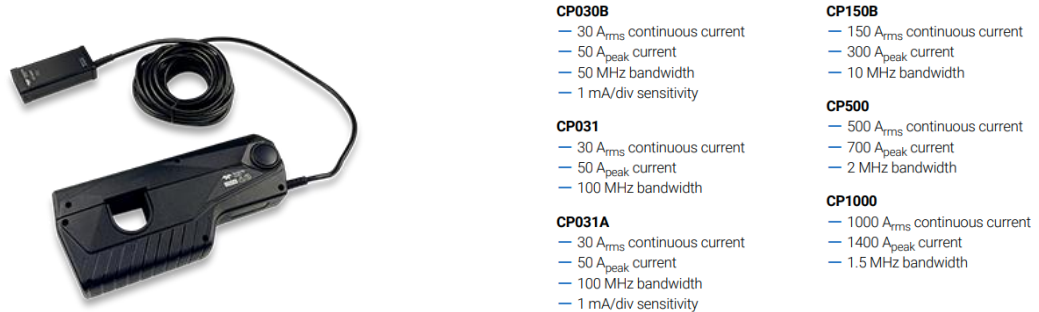 CP030B
— 30 Arms continuous current
— 50 Apeak current
— 50 MHz bandwidth
— 1 mA/div sensitivity
CP031
— 30 Arms continuous current
— 50 Apeak current
— 100 MHz bandwidth
CP031A
— 30 Arms continuous current
— 50 Apeak current
— 100 MHz bandwidth
— 1 mA/div sensitivity
CP150B
— 150 Arms continuous current
— 300 Apeak current
— 10 MHz bandwidth
CP500
— 500 Arms continuous current
— 700 Apeak current
— 2 MHz bandwidth
CP1000
— 1000 Arms continuous current
— 1400 Apeak current
— 1.5 MHz bandwidth